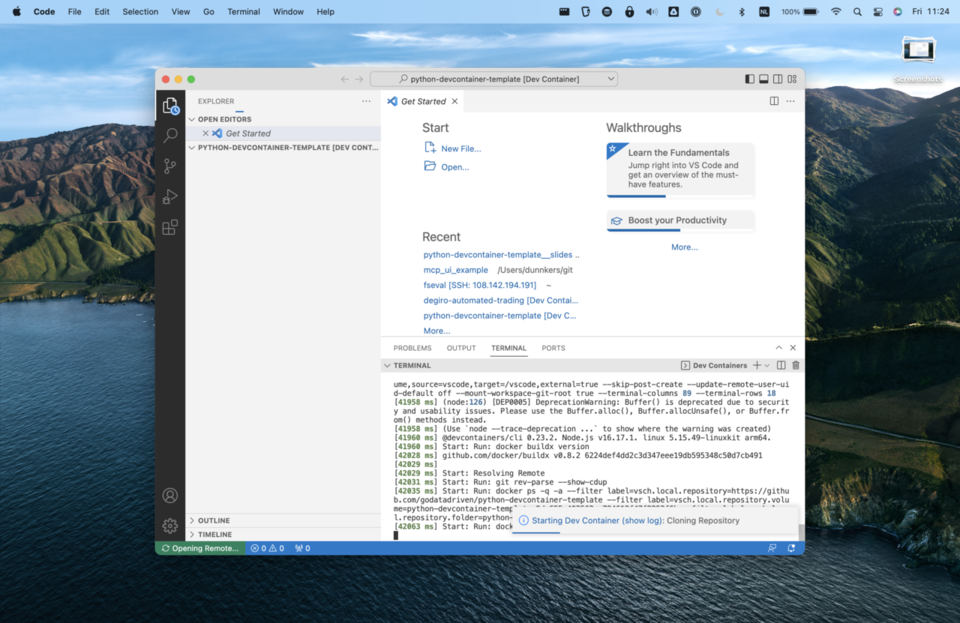 Code File Edit Selection View Go Terminal Window Help
NL 100% Fri 11:24
Screenshots
python-devcontainer-template [Dev Container]
EXPLORER
OPEN EDITORS
Get Started
PYTHON-DEVCONTAINER-TEMPLATE [DEV CONT...
OUTLINE
TIMELINE
Get Started
Start
New File...
Open...
Recent
python-devcontainer-template__slides ..
mcp_ui_example /Users/dunnkers/git
fseval [SSH: 108.142.194.191] ~
degiro-automated-trading [Dev Contai...
python-devcontainer-template [Dev C...
More...
Walkthroughs
Learn the Fundamentals
Jump right into VS Code and
get an overview of the must-
have features.
Boost your Productivity
More...
PROBLEMS OUTPUT TERMINAL PORTS
TERMINAL Dev Containers
ume,source=vscode,target=/vscode,external=true --skip-post-create --update-remote-user-ui
d-default off --mount-workspace-git-root true --terminal-columns 89 --terminal-rows 18
[41958 ms] (node:126) [DEP0005] DeprecationWarning: Buffer() is deprecated due to securit
y and usability issues. Please use the Buffer.alloc(), Buffer.allocUnsafe(), or Buffer.fr
om() methods instead.
[41958 ms] (Use `node --trace-deprecation ...` to show where the warning was created)
[41960 ms] @devcontainers/cli 0.23.2. Node.js v16.17.1. linux 5.15.49-linuxkit arm64.
[41960 ms] Start: Run: docker buildx version
[42028 ms] github.com/docker/buildx v0.8.2 6224def4dd2c3d347eee19db595348c50d7cb491
[42029 ms]
[42029 ms] Start: Resolving Remote
[42031 ms] Start: Run: git rev-parse --show-cdup
[42035 ms] Start: Run: docker ps -q -a --filter label=vsch.local.repository=https://githu
b.com/godatadriven/python-devcontainer-template --filter label=vsch.local.repository.volu
me=python-devcontainer-temp
l.repository.folder=python-
[42063 ms] Start: Run: dock
Starting Dev Container (show log): Cloning Repository
Opening Remote... 0 0 0